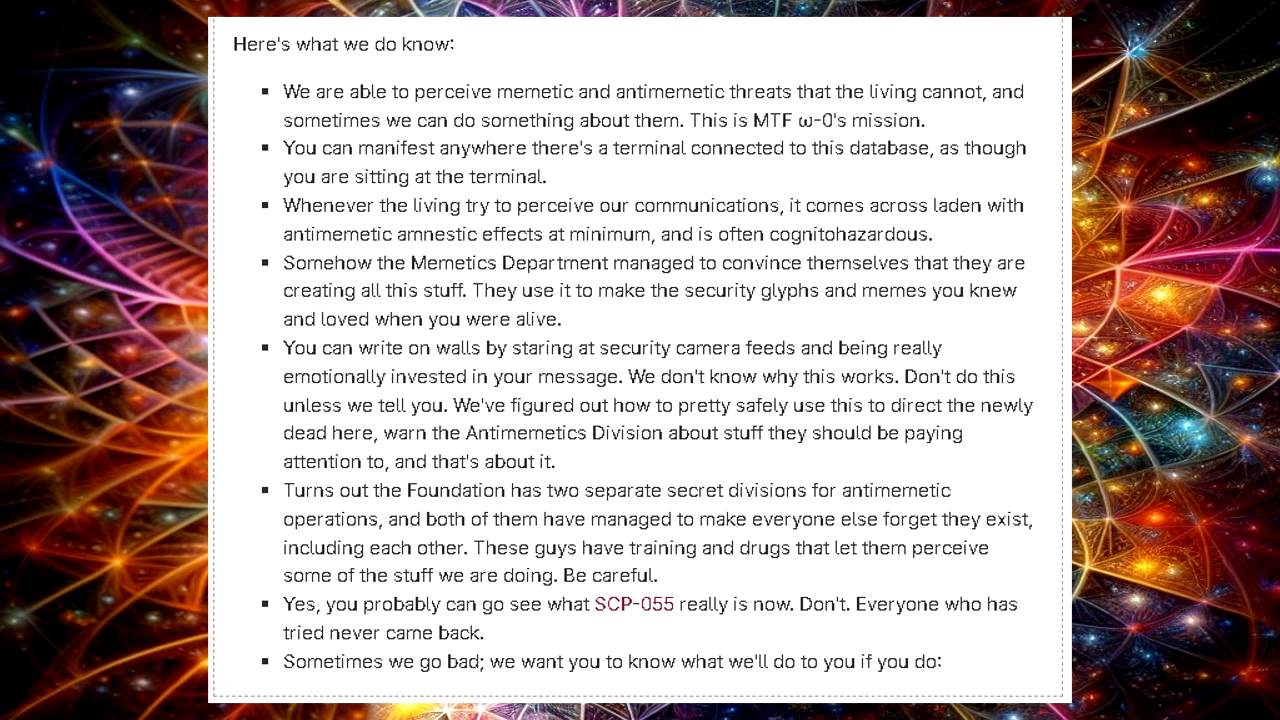 Here's what we do know:
We are able to perceive memetic and antimemetic threats that the living cannot, and
sometimes we can do something about them. This is MTF ω-0's mission.
You can manifest anywhere there's a terminal connected to this database, as though
you are sitting at the terminal.
Whenever the living try to perceive our communications, it comes across laden with
antimemetic amnestic effects at minimum, and is often cognitohazardous.
Somehow the Memetics Department managed to convince themselves that they are
creating all this stuff. They use it to make the security glyphs and memes you knew
and loved when you were alive.
You can write on walls by staring at security camera feeds and being really
emotionally invested in your message. We don't know why this works. Don't do this
unless we tell you. We've figured out how to pretty safely use this to direct the newly
dead here, warn the Antimemetics Division about stuff they should be paying
attention to, and that's about it.
Turns out the Foundation has two separate secret divisions for antimemetic
operations, and both of them have managed to make everyone else forget they exist,
including each other. These guys have training and drugs that let them perceive
some of the stuff we are doing. Be careful.
Yes, you probably can go see what SCP-055 really is now. Don't. Everyone who has
tried never came back.
Sometimes we go bad; we want you to know what we'll do to you if you do: